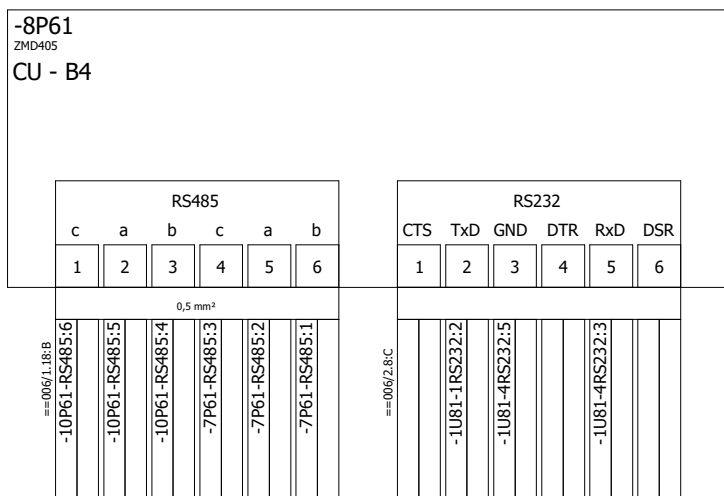 -8P61
ZMD405
CU - B4
RS485
c a b c a b
1 2 3 4 5 6
RS232
CTS TxD GND DTR RxD DSR
1 2 3 4 5 6
0,5 mm²
==006/1.18:B
-10P61-RS485:6
-10P61-RS485:5
-10P61-RS485:4
-7P61-RS485:3
-7P61-RS485:2
-7P61-RS485:1
==006/2.8:C
-1U81-1RS232:2
-1U81-4RS232:5
-1U81-4RS232:3